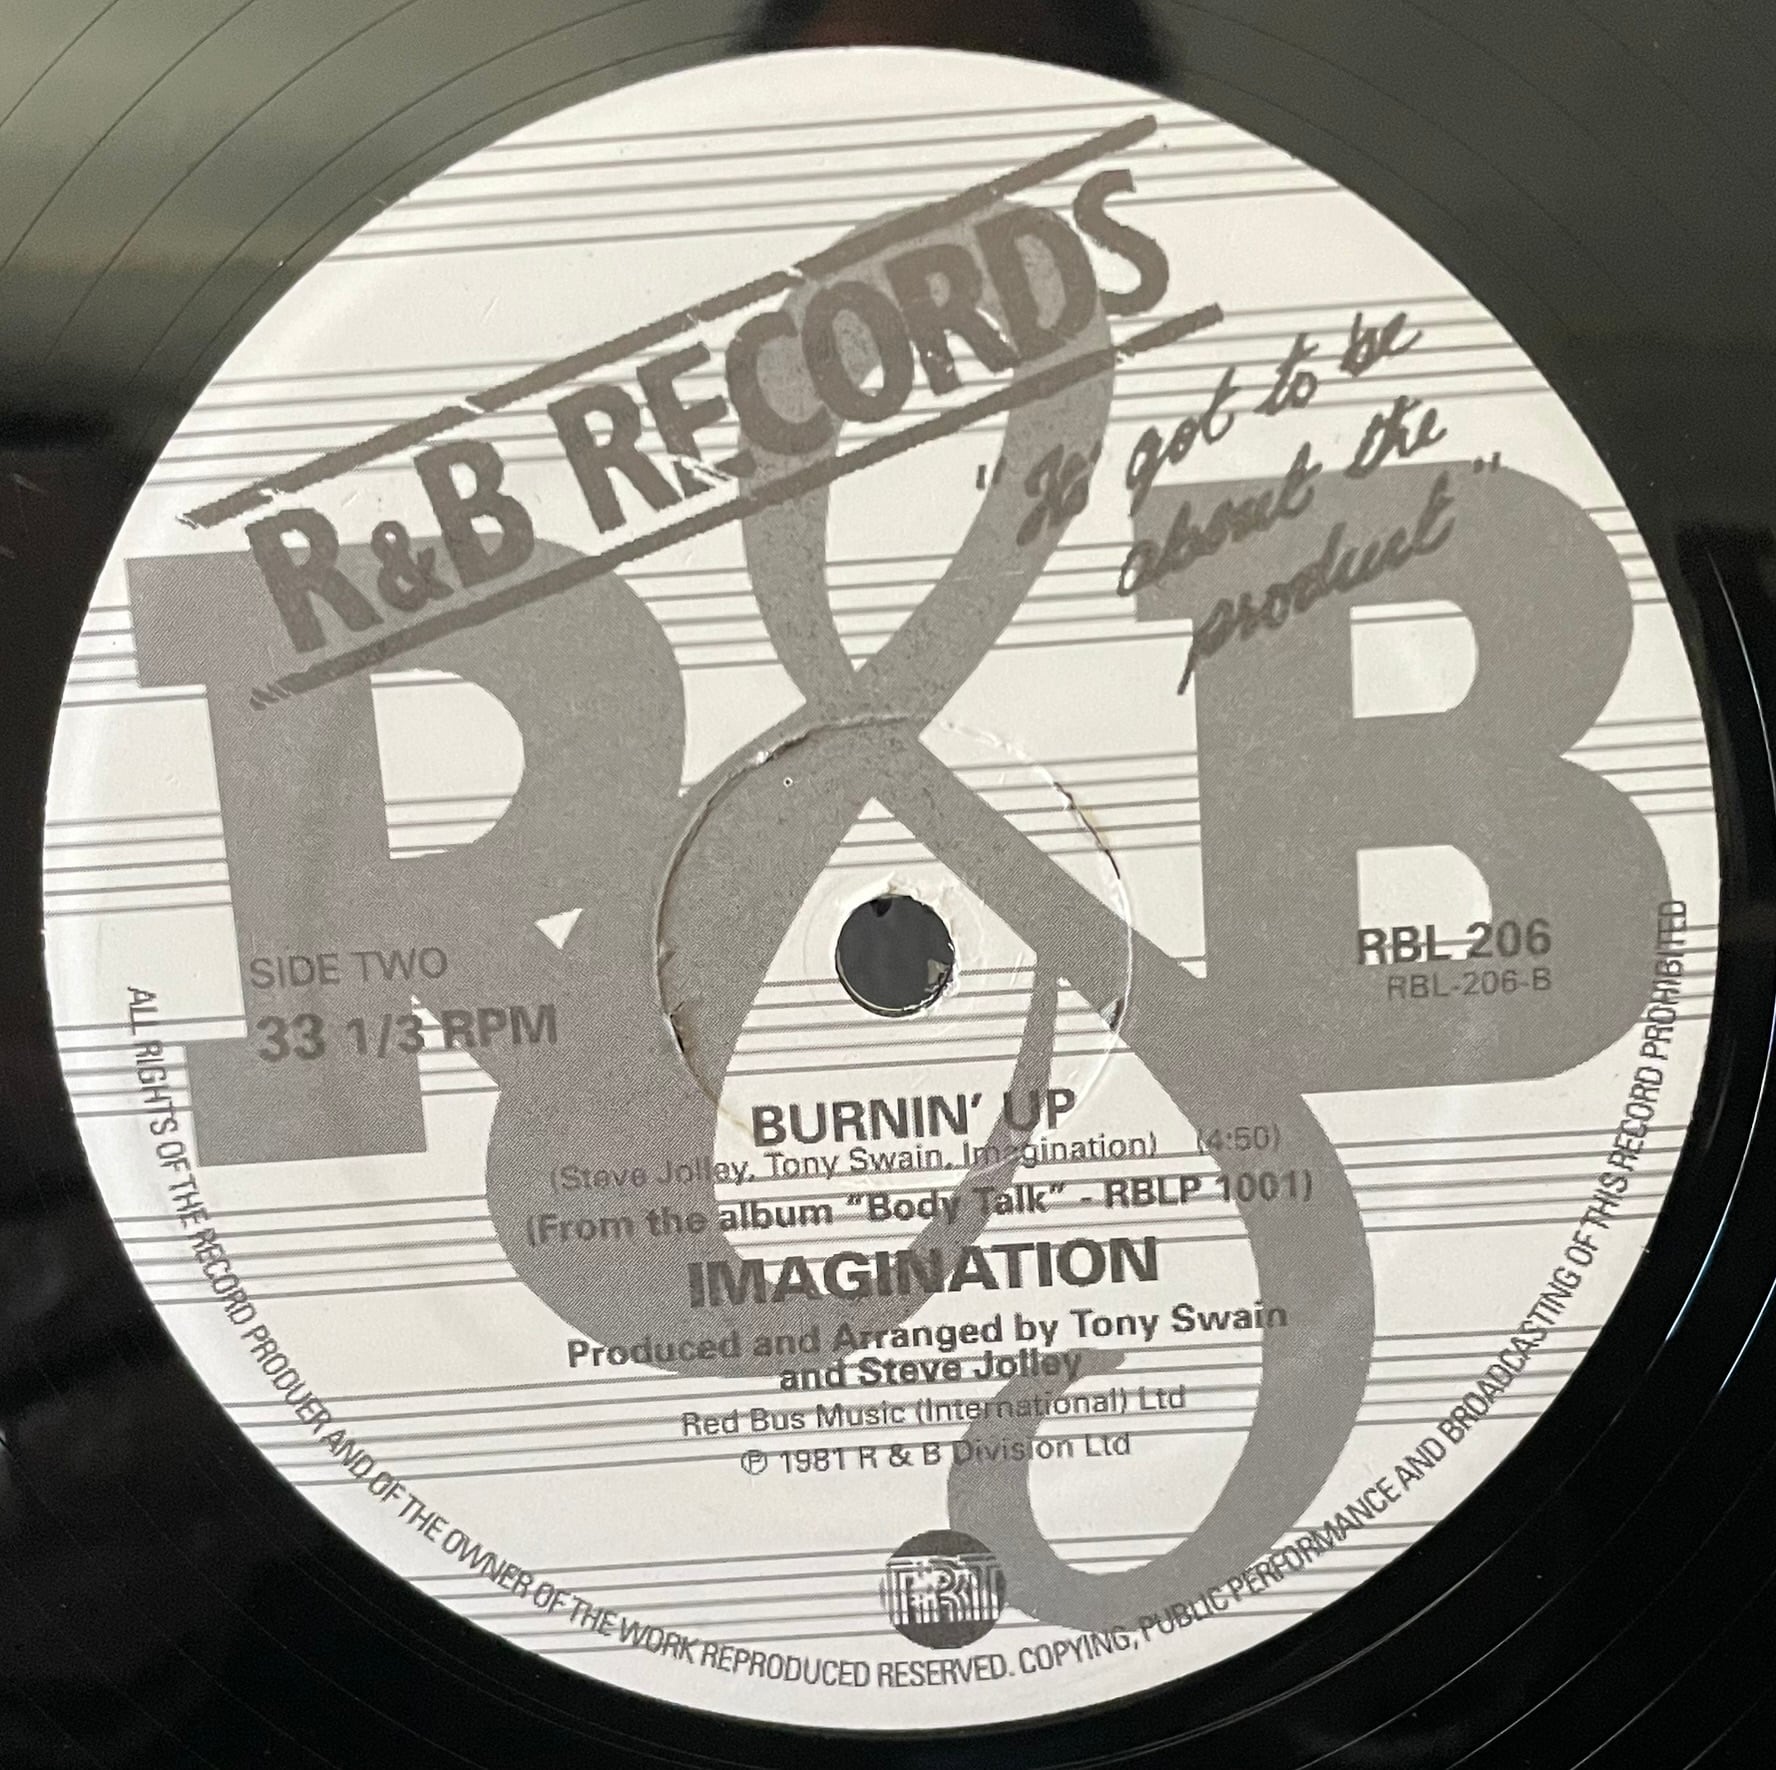 R&B RECORDS
"Its got to be
about the
product"
R&B
SIDE TWO
33 1/3 RPM
RBL 206
RBL-206-B
BURNIN' UP
(Steve Jolley, Tony Swain, Imagination) (4:50)
(From the album "Body Talk" - RBLP 1001)
IMAGINATION
Produced and Arranged by Tony Swain
and Steve Jolley
Red Bus Music (International) Ltd
℗ 1981 R & B Division Ltd
PRT
ALL RIGHTS OF THE RECORD PRODUER AND OF THE OWNER OF THE WORK REPRODUCED RESERVED. COPYING, PUBLIC PERFORMANCE AND BROADCASTING OF THIS RECORD PROHIBITED